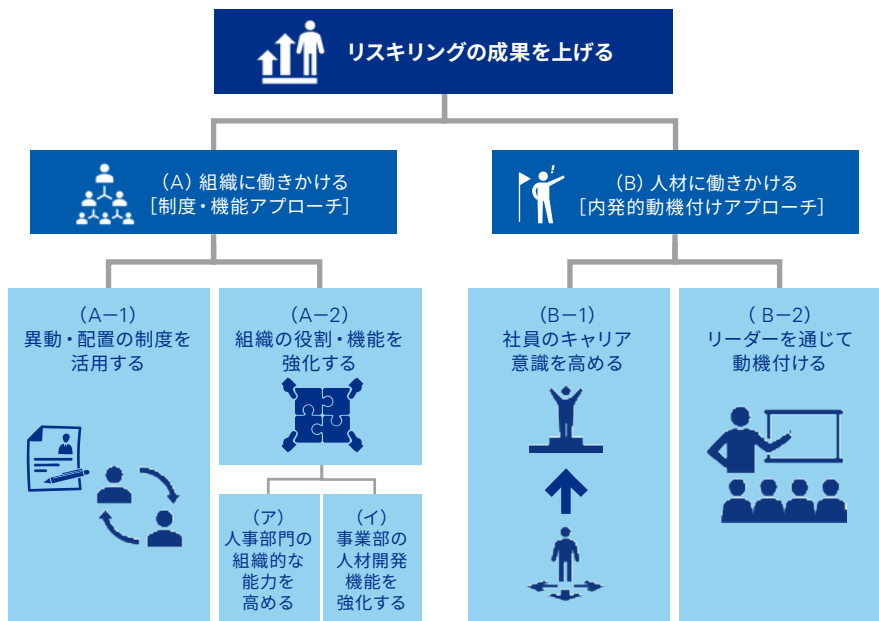 リスキリングの成果を上げる
（A）組織に働きかける
［制度・機能アプローチ］
（B）人材に働きかける
［内発的動機付けアプローチ］
（A－1）
異動・配置の制度を
活用する
（A－2）
組織の役割・機能を
強化する
（ア）
人事部門の
組織的な
能力を
高める
（イ）
事業部の
人材開発
機能を
強化する
（B－1）
社員のキャリア
意識を高める
（ B－2）
リーダーを通じて
動機付ける